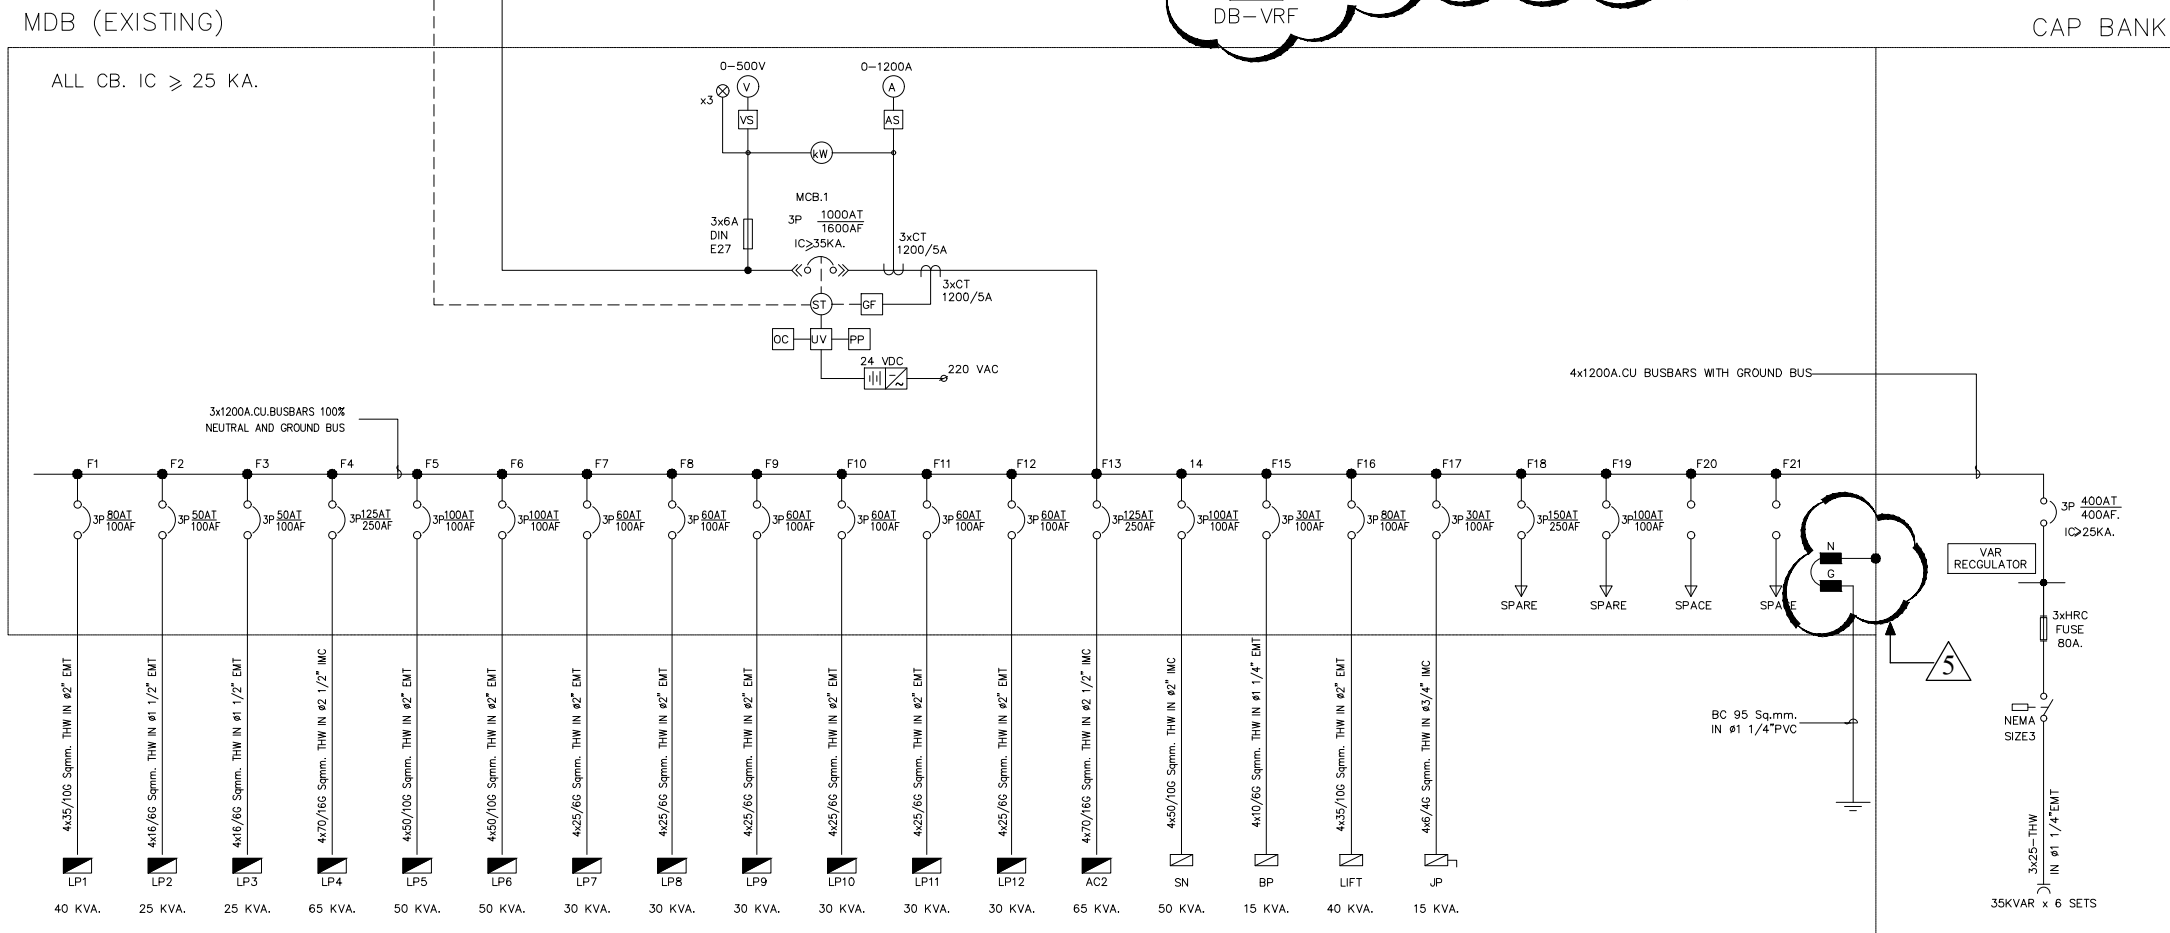 DB-VRF
MDB (EXISTING)
CAP BANK
ALL CB. IC ⩾ 25 KA.
0-500V
0-1200A
x3
V
A
VS
AS
kW
MCB.1
3P 1000AT
1600AF
IC⩾35KA.
3x6A
DIN
E27
3xCT
1200/5A
3xCT
1200/5A
ST
GF
OC
UV
PP
24 VDC
220 VAC
4x1200A.CU BUSBARS WITH GROUND BUS
3x1200A.CU.BUSBARS 100%
NEUTRAL AND GROUND BUS
F1 F2 F3 F4 F5 F6 F7 F8 F9 F10 F11 F12 F13 14 F15 F16 F17 F18 F19 F20 F21
3P 80AT
100AF
3P 50AT
100AF
3P 50AT
100AF
3P 125AT
250AF
3P 100AT
100AF
3P 100AT
100AF
3P 60AT
100AF
3P 60AT
100AF
3P 60AT
100AF
3P 60AT
100AF
3P 60AT
100AF
3P 60AT
100AF
3P 125AT
250AF
3P 100AT
100AF
3P 30AT
100AF
3P 80AT
100AF
3P 30AT
100AF
3P 150AT
250AF
3P 100AT
100AF
3P 400AT
400AF.
IC⩾25KA.
N
G
VAR
RECGULATOR
SPARE
SPARE
SPACE
SPACE
3xHRC
FUSE
80A.
5
NEMA
SIZE3
BC 95 Sq.mm.
IN ø1 1/4"PVC
4x35/10G Sqmm. THW IN ø2" EMT
4x16/6G Sqmm. THW IN ø1 1/2" EMT
4x16/6G Sqmm. THW IN ø1 1/2" EMT
4x70/16G Sqmm. THW IN ø2 1/2" IMC
4x50/10G Sqmm. THW IN ø2" EMT
4x50/10G Sqmm. THW IN ø2" EMT
4x25/6G Sqmm. THW IN ø2" EMT
4x25/6G Sqmm. THW IN ø2" EMT
4x25/6G Sqmm. THW IN ø2" EMT
4x25/6G Sqmm. THW IN ø2" EMT
4x25/6G Sqmm. THW IN ø2" EMT
4x25/6G Sqmm. THW IN ø2" EMT
4x70/16G Sqmm. THW IN ø2 1/2" IMC
4x50/10G Sqmm. THW IN ø2" IMC
4x10/6G Sqmm. THW IN ø1 1/4" EMT
4x35/10G Sqmm. THW IN ø2" EMT
4x6/4G Sqmm. THW IN ø3/4" IMC
3x25-THW
IN ø1 1/4"EMT
LP1 LP2 LP3 LP4 LP5 LP6 LP7 LP8 LP9 LP10 LP11 LP12 AC2 SN BP LIFT JP
40 KVA. 25 KVA. 25 KVA. 65 KVA. 50 KVA. 50 KVA. 30 KVA. 30 KVA. 30 KVA. 30 KVA. 30 KVA. 30 KVA. 65 KVA. 50 KVA. 15 KVA. 40 KVA. 15 KVA.
35KVAR x 6 SETS